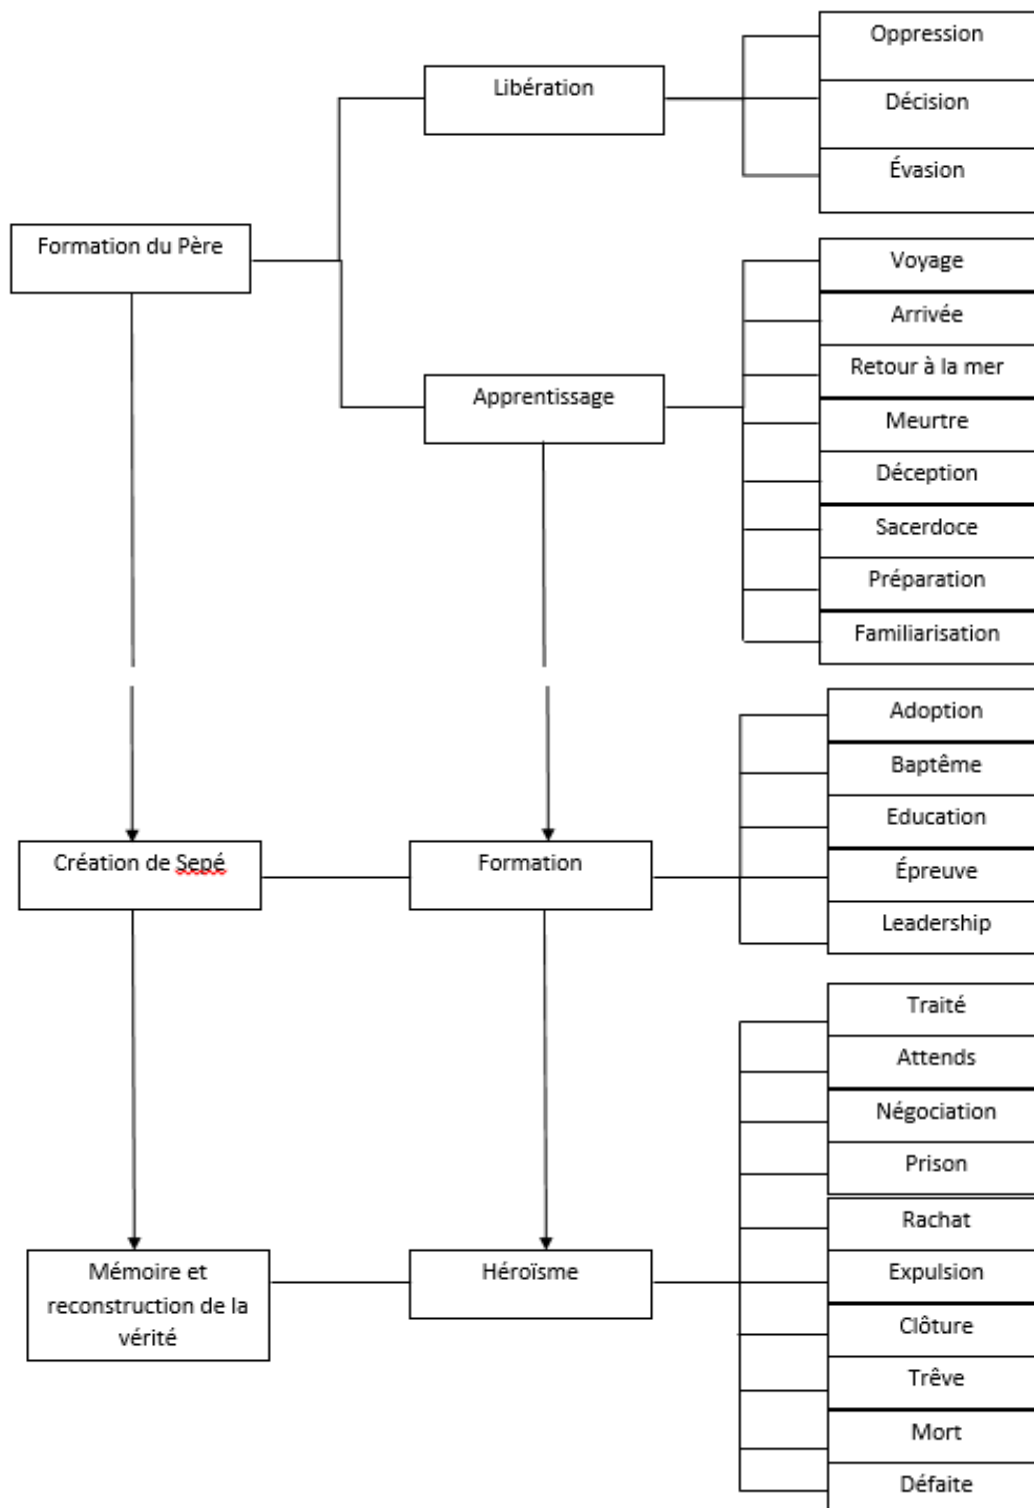 Oppression
Libération
Décision
Évasion
Formation du Père
Voyage
Arrivée
Retour à la mer
Apprentissage
Meurtre
Déception
Sacerdoce
Préparation
Familiarisation
Adoption
Baptême
Education
Création de Sepé
Formation
Épreuve
Leadership
Traité
Attends
Négociation
Prison
Rachat
Mémoire et
reconstruction de la
vérité
Héroïsme
Expulsion
Clôture
Trêve
Mort
Défaite